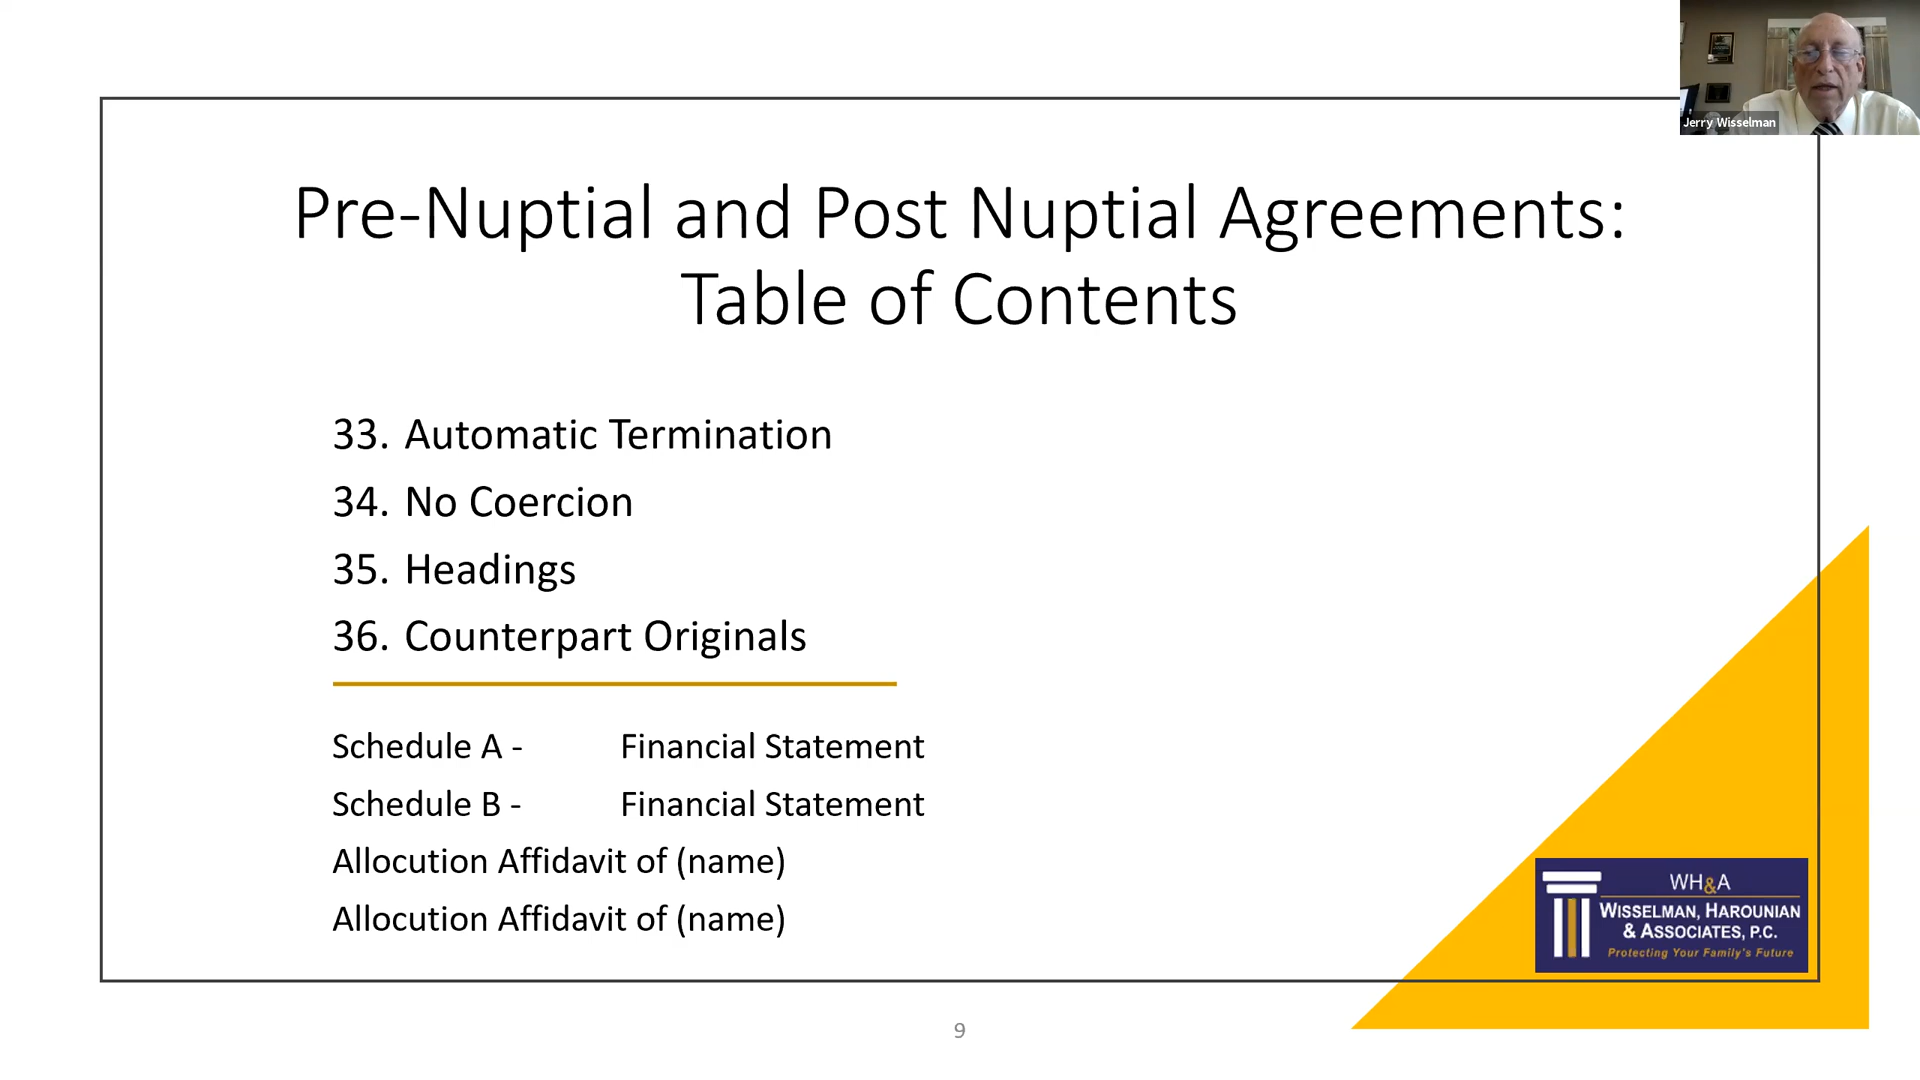 Jerry Wisselman
Pre-Nuptial and Post Nuptial Agreements:
Table of Contents
33. Automatic Termination
34. No Coercion
35. Headings
36. Counterpart Originals
Schedule A - Financial Statement
Schedule B - Financial Statement
Allocution Affidavit of (name)
Allocution Affidavit of (name)
WH&A
WISSELMAN, HAROUNIAN
& ASSOCIATES, P.C.
Protecting Your Family's Future
9